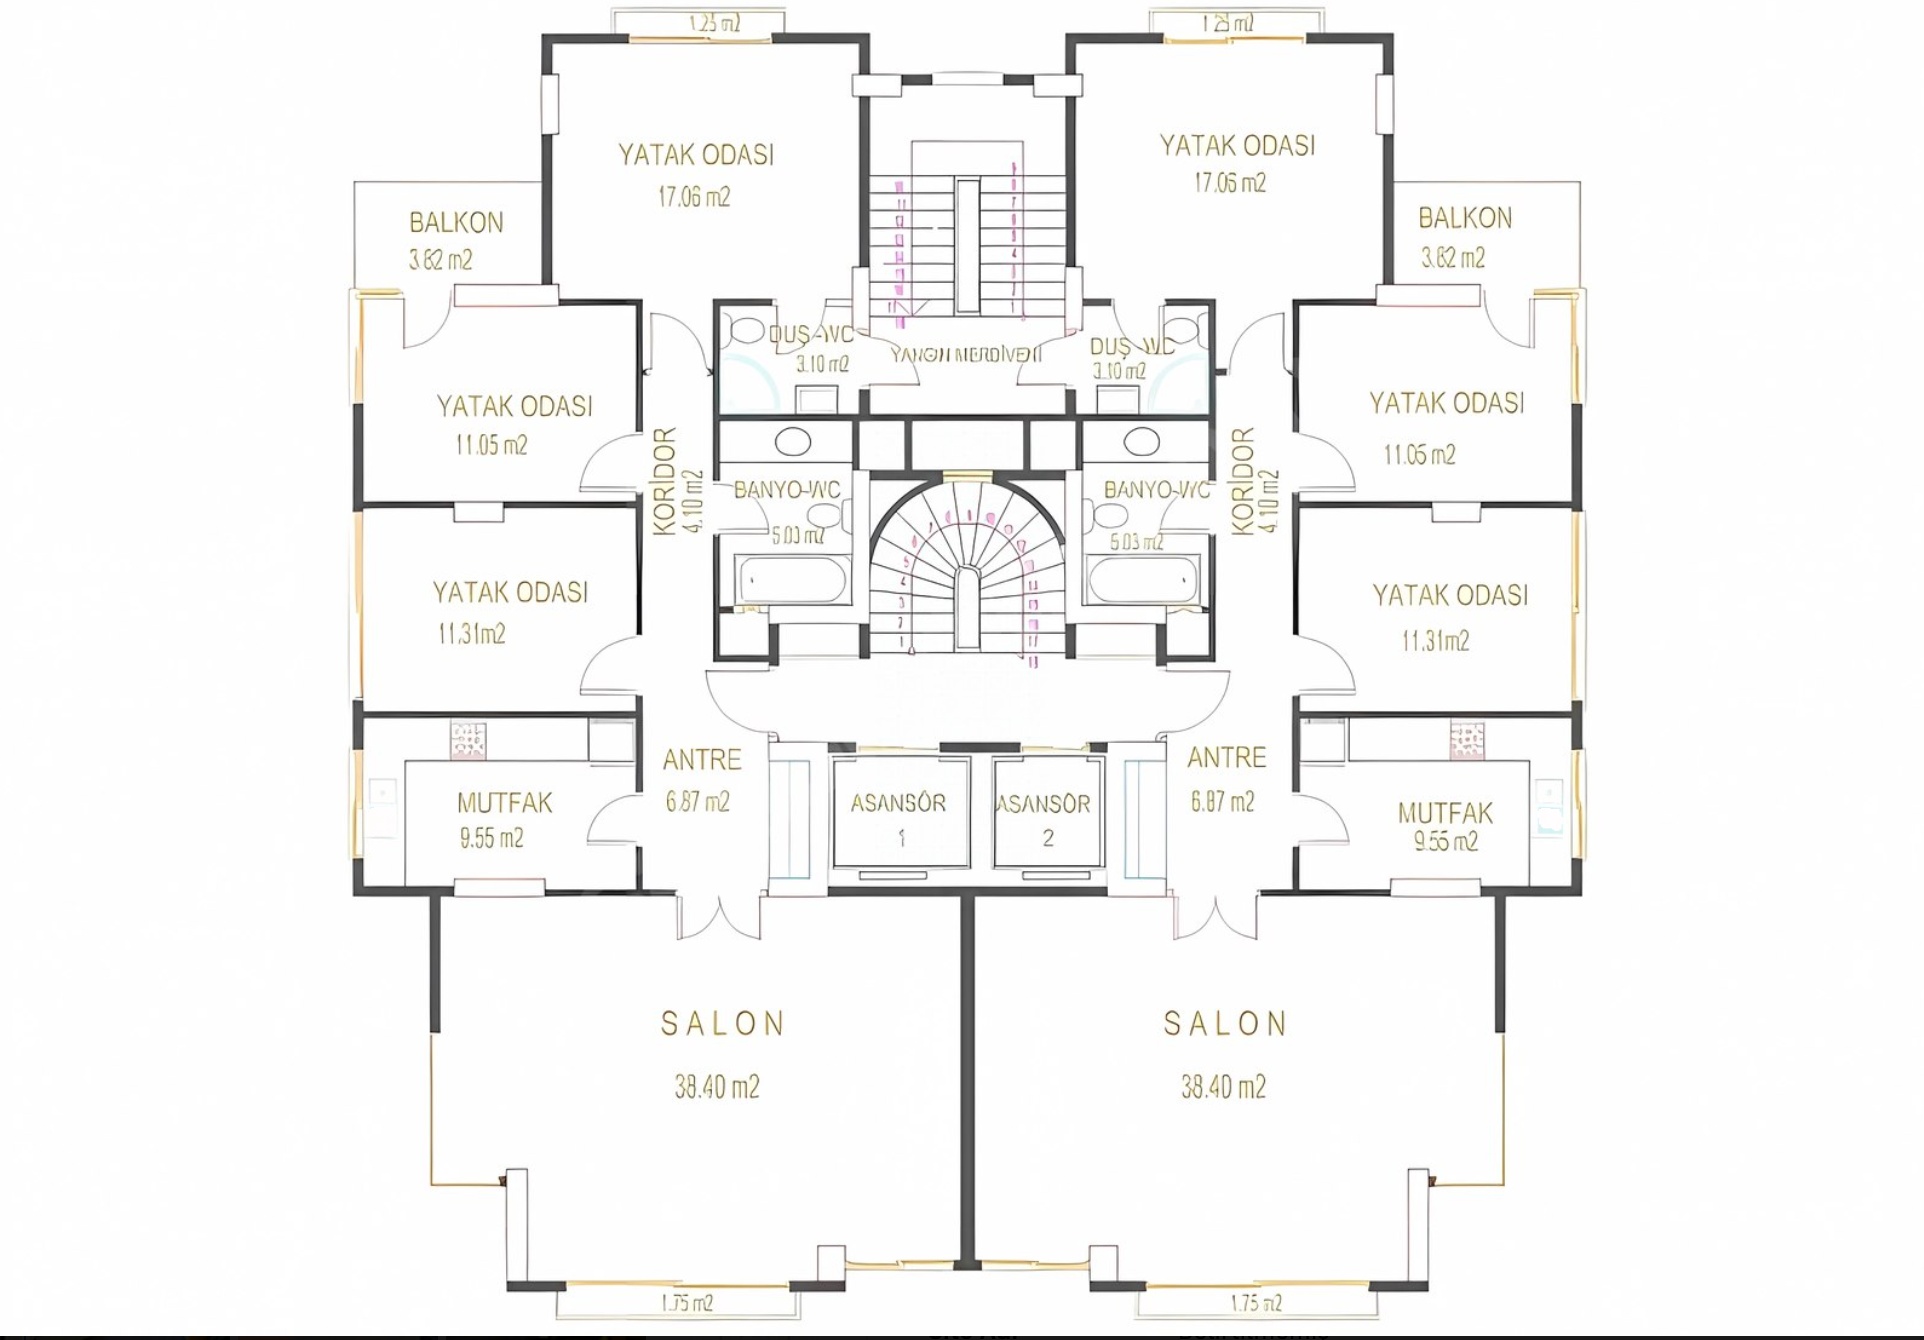 1.25 m2
1.25 m2
YATAK ODASI
17.06 m2
YATAK ODASI
17.06 m2
BALKON
3.82 m2
BALKON
3.82 m2
DUŞ-WC
3.10 m2
YANGIN MERDİVENİ
DUŞ-WC
3.10 m2
YATAK ODASI
11.05 m2
YATAK ODASI
11.05 m2
KORİDOR
4.10 m2
BANYO-WC
5.03 m2
BANYO-WC
5.03 m2
KORİDOR
4.10 m2
YATAK ODASI
11.31m2
YATAK ODASI
11.31m2
ANTRE
6.87 m2
ANTRE
6.87 m2
MUTFAK
9.55 m2
ASANSÖR
1
ASANSÖR
2
MUTFAK
9.55 m2
SALON
38.40 m2
SALON
38.40 m2
1.75 m2
1.75 m2